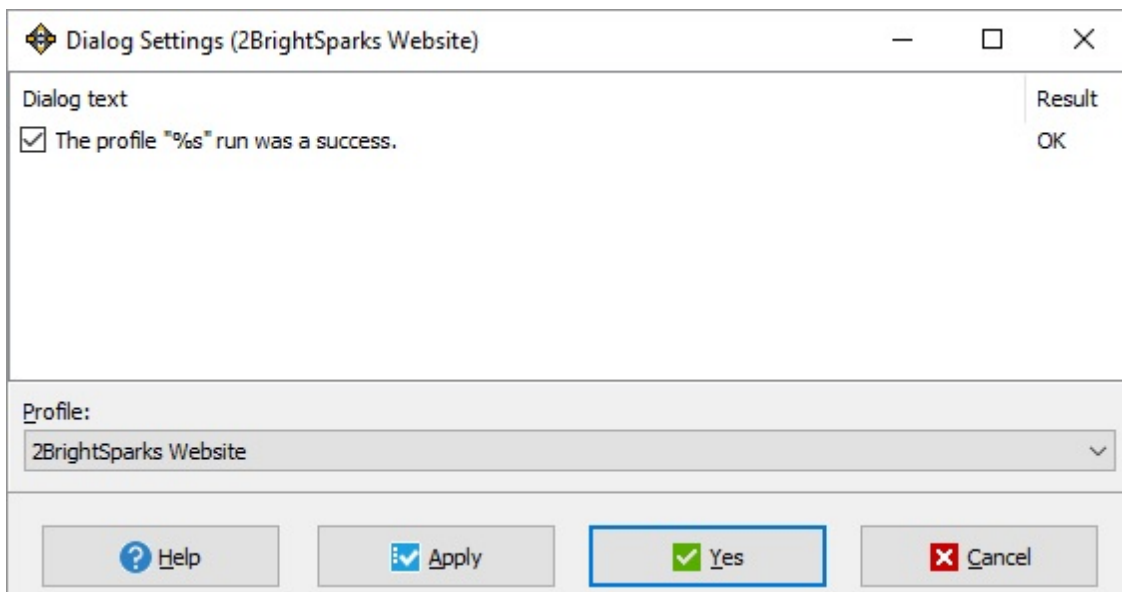 Dialog Settings (2BrightSparks Website)
Dialog text Result
The profile "%s" run was a success. OK
Profile:
2BrightSparks Website
Help Apply Yes Cancel